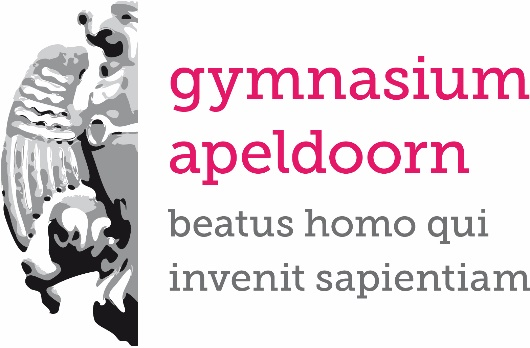 gymnasium
apeldoorn
beatus homo qui
invenit sapientiam